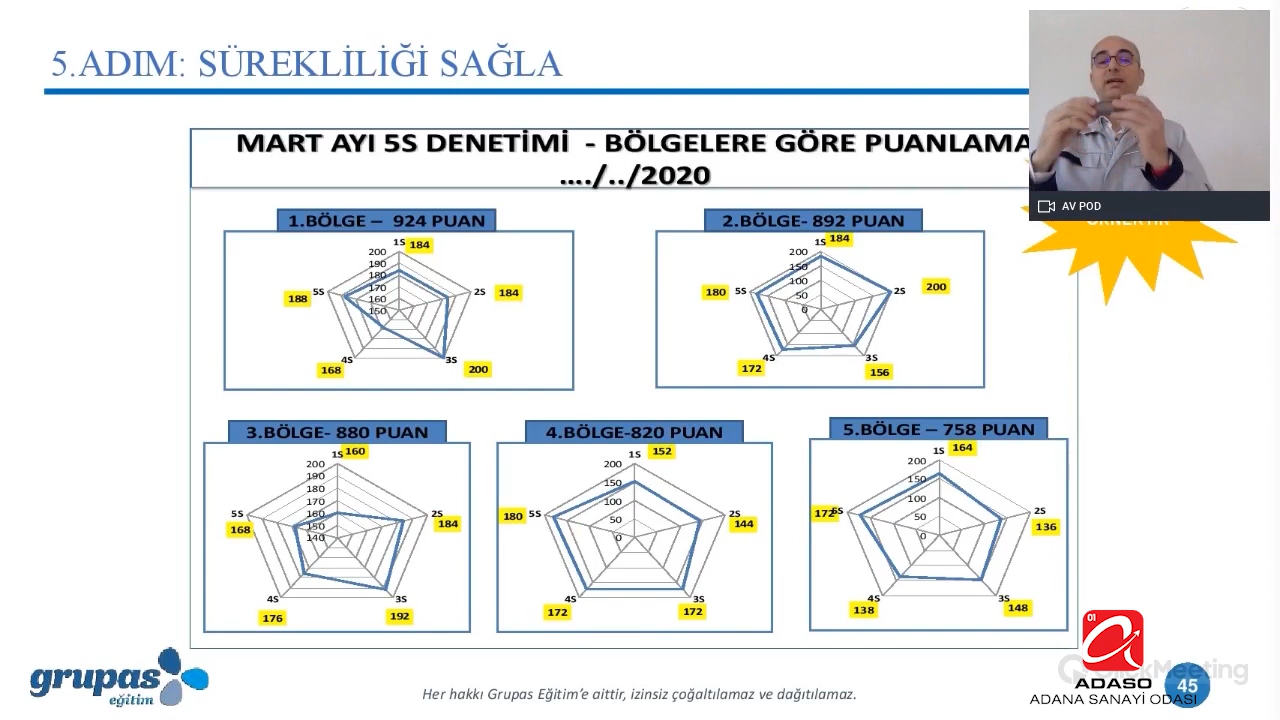 5.ADIM: SÜREKLİLİĞİ SAĞLA
AV POD
MART AYI 5S DENETİMİ - BÖLGELERE GÖRE PUANLAMA
..../../2020
1.BÖLGE – 924 PUAN
1S 184
200
190
180
170
160
150
2S 184
3S 200
4S 168
5S 188
2.BÖLGE- 892 PUAN
1S 184
200
150
100
50
0
2S 200
3S 156
4S 172
5S 180
3.BÖLGE- 880 PUAN
1S 160
200
190
180
170
160
150
140
2S 184
3S 192
4S 176
5S 168
4.BÖLGE-820 PUAN
1S 152
200
150
100
50
0
2S 144
3S 172
4S 172
5S 180
5.BÖLGE – 758 PUAN
1S 164
200
150
100
50
0
2S 136
3S 148
4S 138
5S 172
grupas
eğitim
Her hakkı Grupas Eğitim’e aittir, izinsiz çoğaltılamaz ve dağıtılamaz.
01
ClickMeeting
ADASO
ADANA SANAYİ ODASI
45